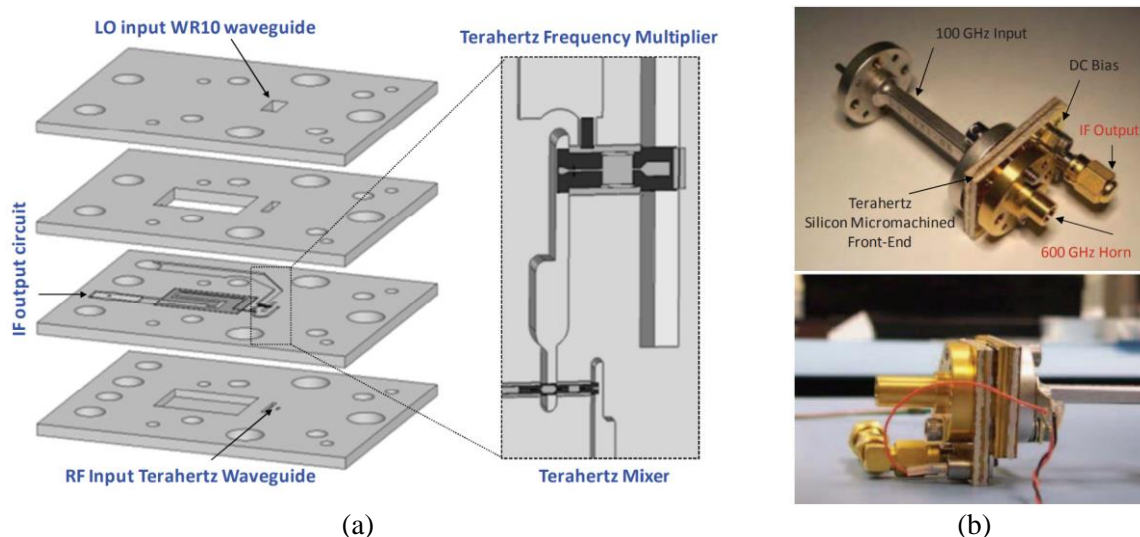 LO input WR10 waveguide
Terahertz Frequency Multiplier
IF output circuit
RF Input Terahertz Waveguide
Terahertz Mixer
(a)
100 GHz Input
DC Bias
IF Output
Terahertz
Silicon Micromachined
Front-End
600 GHz Horn
(b)